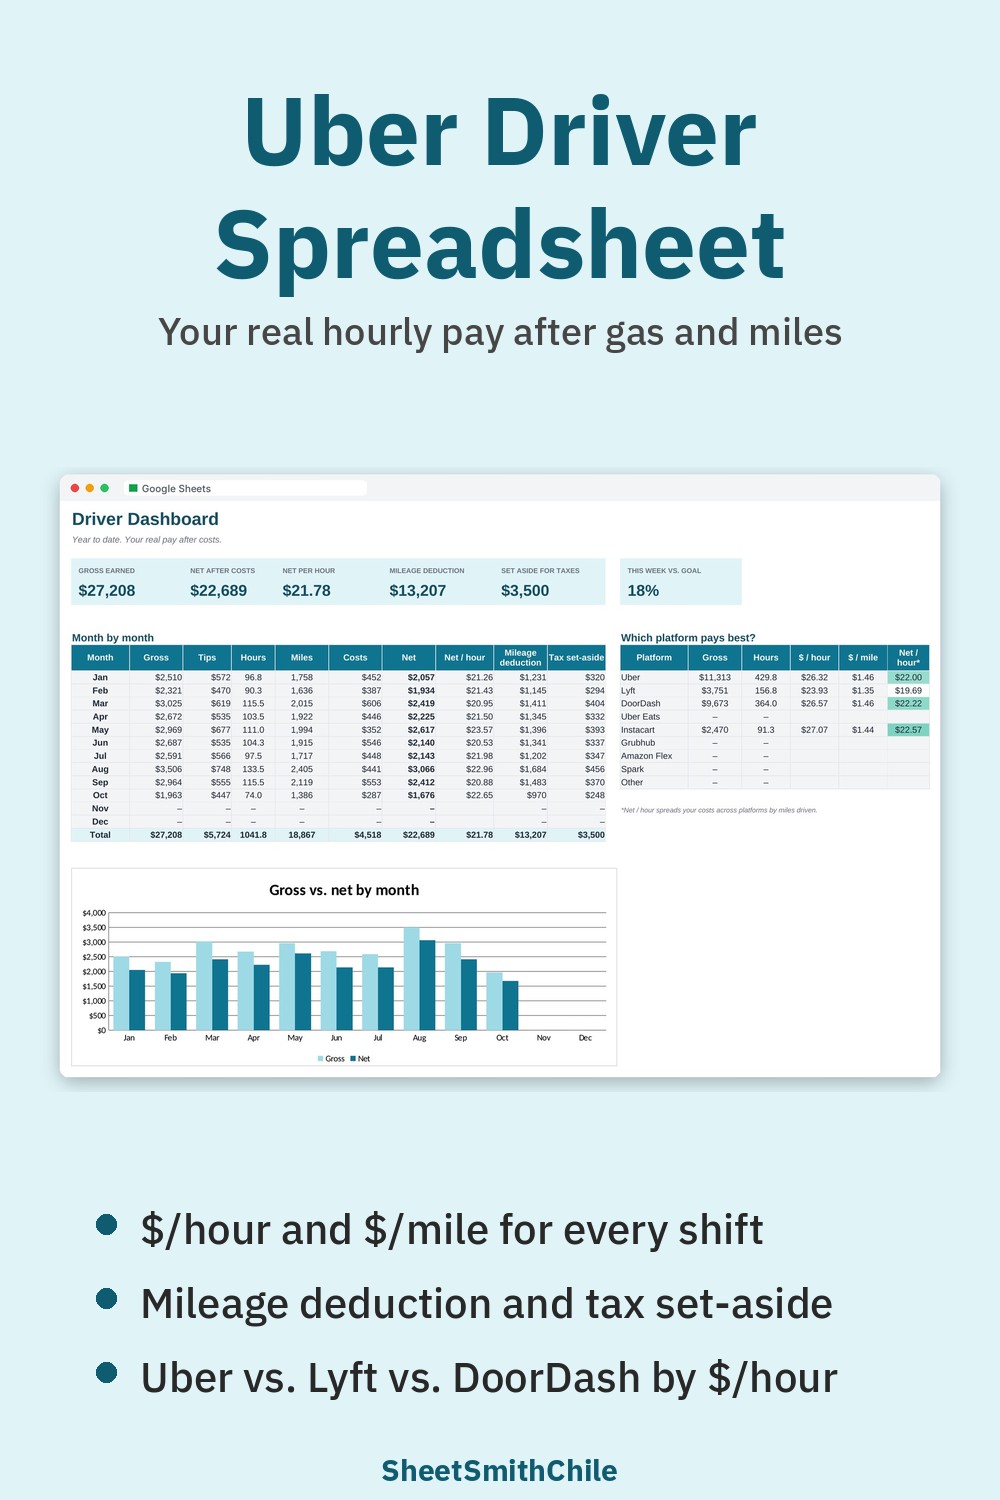 Uber Driver
Spreadsheet
Your real hourly pay after gas and miles
Google Sheets
Driver Dashboard
Year to date. Your real pay after costs.
GROSS EARNED NET AFTER COSTS NET PER HOUR MILEAGE DEDUCTION SET ASIDE FOR TAXES THIS WEEK VS. GOAL
$27,208 $22,689 $21.78 $13,207 $3,500 18%
Month by month
Month Gross Tips Hours Miles Costs Net Net / hour Mileage deduction Tax set-aside
Jan $2,510 $572 96.8 1,758 $452 $2,057 $21.26 $1,231 $320
Feb $2,321 $470 90.3 1,636 $387 $1,934 $21.43 $1,145 $294
Mar $3,025 $619 115.5 2,015 $606 $2,419 $20.95 $1,411 $404
Apr $2,672 $535 103.5 1,922 $446 $2,225 $21.50 $1,345 $332
May $2,969 $677 111.0 1,994 $352 $2,617 $23.57 $1,396 $393
Jun $2,687 $535 104.3 1,915 $546 $2,140 $20.53 $1,341 $337
Jul $2,591 $566 97.5 1,717 $448 $2,143 $21.98 $1,202 $347
Aug $3,506 $748 133.5 2,405 $441 $3,066 $22.96 $1,684 $456
Sep $2,964 $555 115.5 2,119 $553 $2,412 $20.88 $1,483 $370
Oct $1,963 $447 74.0 1,386 $287 $1,676 $22.65 $970 $248
Nov – – – – – – – – –
Dec – – – – – – – – –
Total $27,208 $5,724 1041.8 18,867 $4,518 $22,689 $21.78 $13,207 $3,500
Which platform pays best?
Platform Gross Hours $ / hour $ / mile Net / hour*
Uber $11,313 429.8 $26.32 $1.46 $22.00
Lyft $3,751 156.8 $23.93 $1.35 $19.69
DoorDash $9,673 364.0 $26.57 $1.46 $22.22
Uber Eats – –
Instacart $2,470 91.3 $27.07 $1.44 $22.57
Grubhub – –
Amazon Flex – –
Spark – –
Other – –
*Net / hour spreads your costs across platforms by miles driven.
Gross vs. net by month
$4,000
$3,500
$3,000
$2,500
$2,000
$1,500
$1,000
$500
$0
Jan Feb Mar Apr May Jun Jul Aug Sep Oct Nov Dec
Gross Net
$/hour and $/mile for every shift
Mileage deduction and tax set-aside
Uber vs. Lyft vs. DoorDash by $/hour
SheetSmithChile